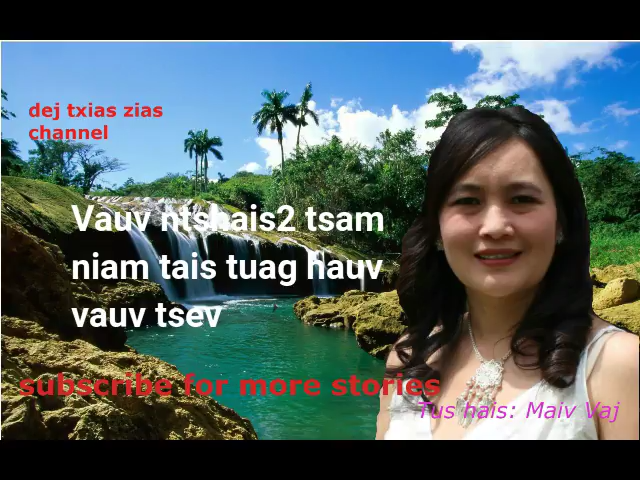 dej txias zias
channel
Vauv ntshais2 tsam
niam tais tuag hauv
vauv tsev
subscribe for more stories
Tus hais: Maiv Vaj